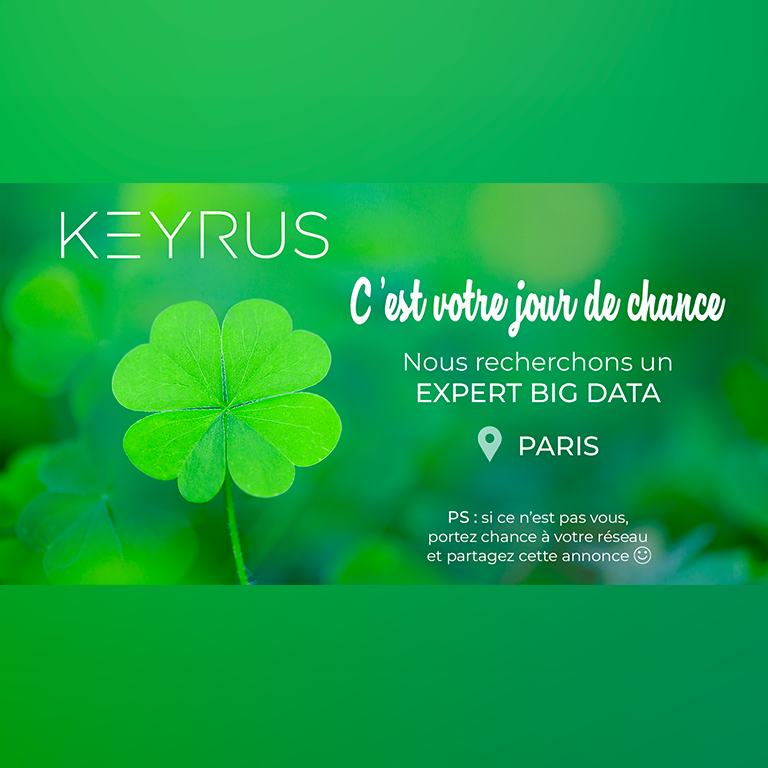 KEYRUS
C'est votre jour de chance
Nous recherchons un
EXPERT BIG DATA
PARIS
PS : si ce n'est pas vous,
portez chance à votre réseau
et partagez cette annonce ☺